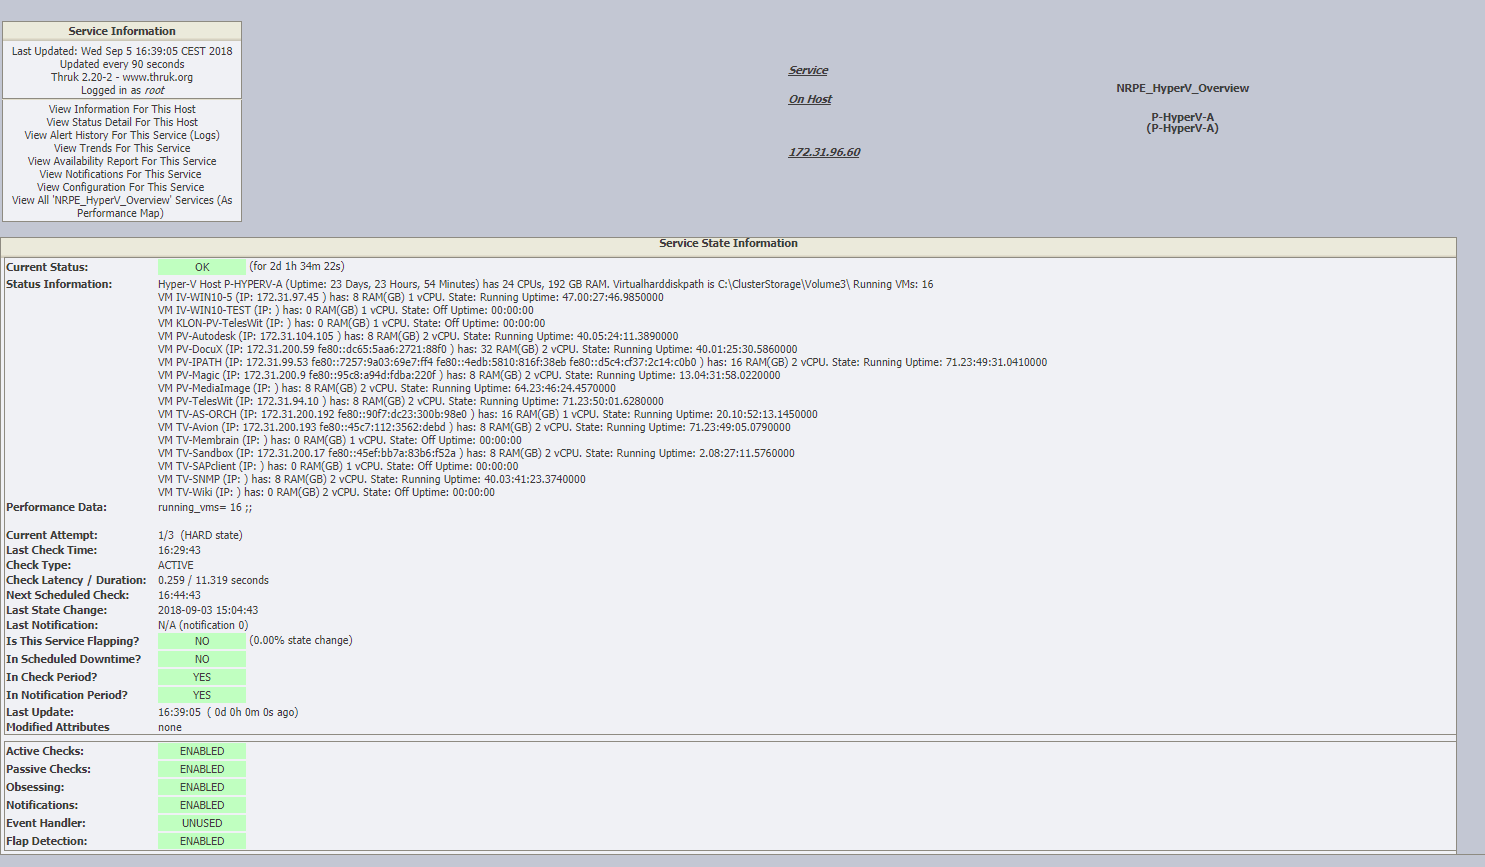 Service Information
Last Updated: Wed Sep 5 16:39:05 CEST 2018
Updated every 90 seconds
Thruk 2.20-2 - www.thruk.org
Logged in as root
View Information For This Host
View Status Detail For This Host
View Alert History For This Service (Logs)
View Trends For This Service
View Availability Report For This Service
View Notifications For This Service
View Configuration For This Service
View All 'NRPE_HyperV_Overview' Services (As
Performance Map)
Service
On Host
172.31.96.60
NRPE_HyperV_Overview
P-HyperV-A
(P-HyperV-A)
Service State Information
Current Status: OK (for 2d 1h 34m 22s)
Status Information: Hyper-V Host P-HYPERV-A (Uptime: 23 Days, 23 Hours, 54 Minutes) has 24 CPUs, 192 GB RAM. Virtualharddiskpath is C:\ClusterStorage\Volume3\ Running VMs: 16
VM IV-WIN10-5 (IP: 172.31.97.45 ) has: 8 RAM(GB) 1 vCPU. State: Running Uptime: 47.00:27:46.9850000
VM IV-WIN10-TEST (IP: ) has: 0 RAM(GB) 1 vCPU. State: Off Uptime: 00:00:00
VM KLON-PV-TelesWit (IP: ) has: 0 RAM(GB) 1 vCPU. State: Off Uptime: 00:00:00
VM PV-Autodesk (IP: 172.31.104.105 ) has: 8 RAM(GB) 2 vCPU. State: Running Uptime: 40.05:24:11.3890000
VM PV-DocuX (IP: 172.31.200.59 fe80::dc65:5aa6:2721:88f0 ) has: 32 RAM(GB) 2 vCPU. State: Running Uptime: 40.01:25:30.5860000
VM PV-IPATH (IP: 172.31.99.53 fe80::7257:9a03:69e7:ff4 fe80::4edb:5810:816f:38eb fe80::d5c4:cf37:2c14:c0b0 ) has: 16 RAM(GB) 2 vCPU. State: Running Uptime: 71.23:49:31.0410000
VM PV-Magic (IP: 172.31.200.9 fe80::95c8:a94d:fdba:220f ) has: 8 RAM(GB) 2 vCPU. State: Running Uptime: 13.04:31:58.0220000
VM PV-MediaImage (IP: ) has: 8 RAM(GB) 2 vCPU. State: Running Uptime: 64.23:46:24.4570000
VM PV-TelesWit (IP: 172.31.94.10 ) has: 8 RAM(GB) 2 vCPU. State: Running Uptime: 71.23:50:01.6280000
VM TV-AS-ORCH (IP: 172.31.200.192 fe80::90f7:dc23:300b:98e0 ) has: 16 RAM(GB) 1 vCPU. State: Running Uptime: 20.10:52:13.1450000
VM TV-Avion (IP: 172.31.200.193 fe80::45c7:112:3562:debd ) has: 8 RAM(GB) 2 vCPU. State: Running Uptime: 71.23:49:05.0790000
VM TV-Membrain (IP: ) has: 0 RAM(GB) 1 vCPU. State: Off Uptime: 00:00:00
VM TV-Sandbox (IP: 172.31.200.17 fe80::45ef:bb7a:83b6:f52a ) has: 8 RAM(GB) 2 vCPU. State: Running Uptime: 2.08:27:11.5760000
VM TV-SAPclient (IP: ) has: 0 RAM(GB) 1 vCPU. State: Off Uptime: 00:00:00
VM TV-SNMP (IP: ) has: 8 RAM(GB) 2 vCPU. State: Running Uptime: 40.03:41:23.3740000
VM TV-Wiki (IP: ) has: 0 RAM(GB) 2 vCPU. State: Off Uptime: 00:00:00
Performance Data: running_vms= 16 ;;
Current Attempt: 1/3 (HARD state)
Last Check Time: 16:29:43
Check Type: ACTIVE
Check Latency / Duration: 0.259 / 11.319 seconds
Next Scheduled Check: 16:44:43
Last State Change: 2018-09-03 15:04:43
Last Notification: N/A (notification 0)
Is This Service Flapping? NO (0.00% state change)
In Scheduled Downtime? NO
In Check Period? YES
In Notification Period? YES
Last Update: 16:39:05 ( 0d 0h 0m 0s ago)
Modified Attributes none
Active Checks: ENABLED
Passive Checks: ENABLED
Obsessing: ENABLED
Notifications: ENABLED
Event Handler: UNUSED
Flap Detection: ENABLED